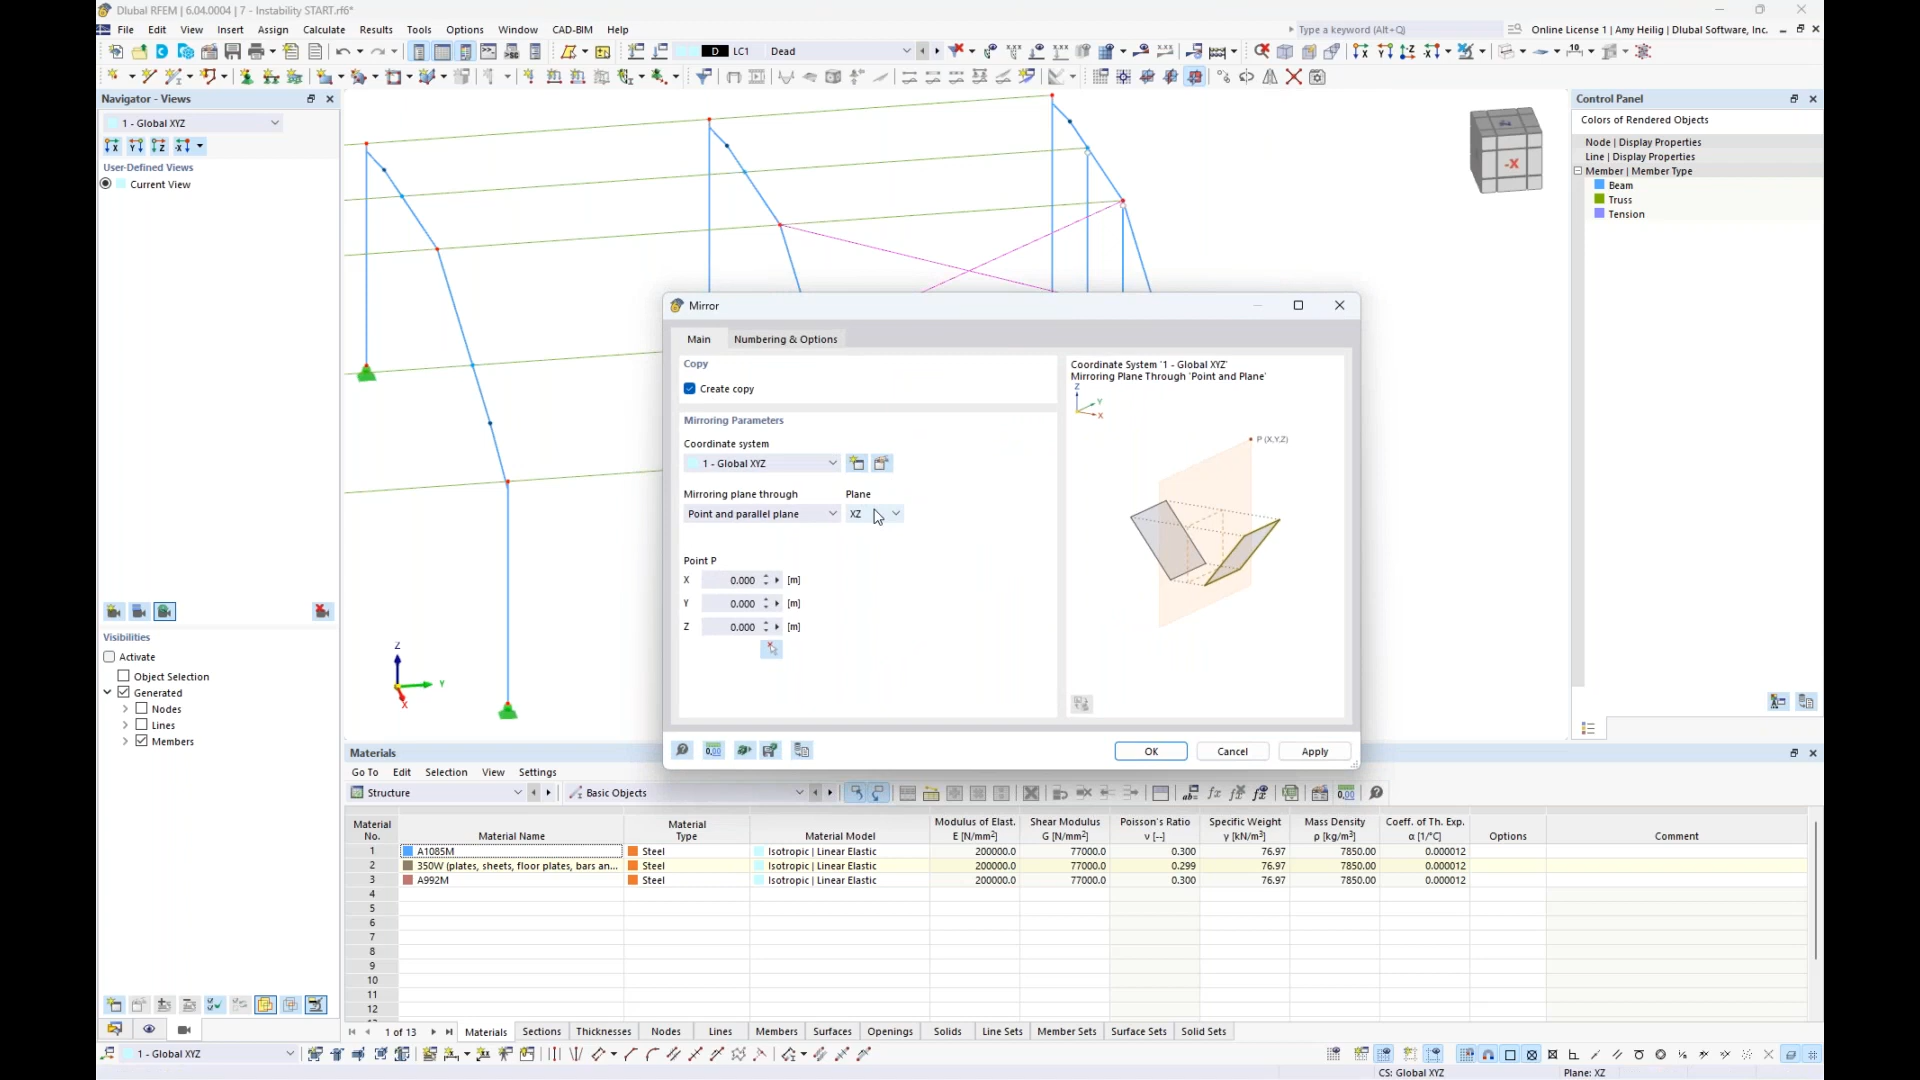 Dlubal RFEM | 6.04.0004 | 7 - Instability START.rf6*
File Edit View Insert Assign Calculate Results Tools Options Window CAD-BIM Help
Type a keyword (Alt+Q)
Online License 1 | Amy Heilig | Dlubal Software, Inc.
D LC1 Dead
Navigator - Views
1 - Global XYZ
User-Defined Views
Current View
Visibilities
Activate
Object Selection
Generated
Nodes
Lines
Members
1 - Global XYZ
Z
Y
X
-X
Mirror
Main Numbering & Options
Copy
Create copy
Mirroring Parameters
Coordinate system
1 - Global XYZ
Mirroring plane through Plane
Point and parallel plane XZ
Point P
X 0.000 [m]
Y 0.000 [m]
Z 0.000 [m]
Coordinate System '1 - Global XYZ'
Mirroring Plane Through 'Point and Plane'
Z
Y
X
P (X,Y,Z)
OK Cancel Apply
Control Panel
Colors of Rendered Objects
Node | Display Properties
Line | Display Properties
Member | Member Type
Beam
Truss
Tension
Materials
Go To Edit Selection View Settings
Structure Basic Objects
Material No. Material Name Material Type Material Model Modulus of Elast. E [N/mm²] Shear Modulus G [N/mm²] Poisson's Ratio ν [--] Specific Weight γ [kN/m³] Mass Density ρ [kg/m³] Coeff. of Th. Exp. α [1/°C] Options Comment
1 A1085M Steel Isotropic | Linear Elastic 200000.0 77000.0 0.300 76.97 7850.00 0.000012
2 350W (plates, sheets, floor plates, bars an... Steel Isotropic | Linear Elastic 200000.0 77000.0 0.299 76.97 7850.00 0.000012
3 A992M Steel Isotropic | Linear Elastic 200000.0 77000.0 0.300 76.97 7850.00 0.000012
4
5
6
7
8
9
10
11
12
1 of 13 Materials Sections Thicknesses Nodes Lines Members Surfaces Openings Solids Line Sets Member Sets Surface Sets Solid Sets
CS: Global XYZ Plane: XZ